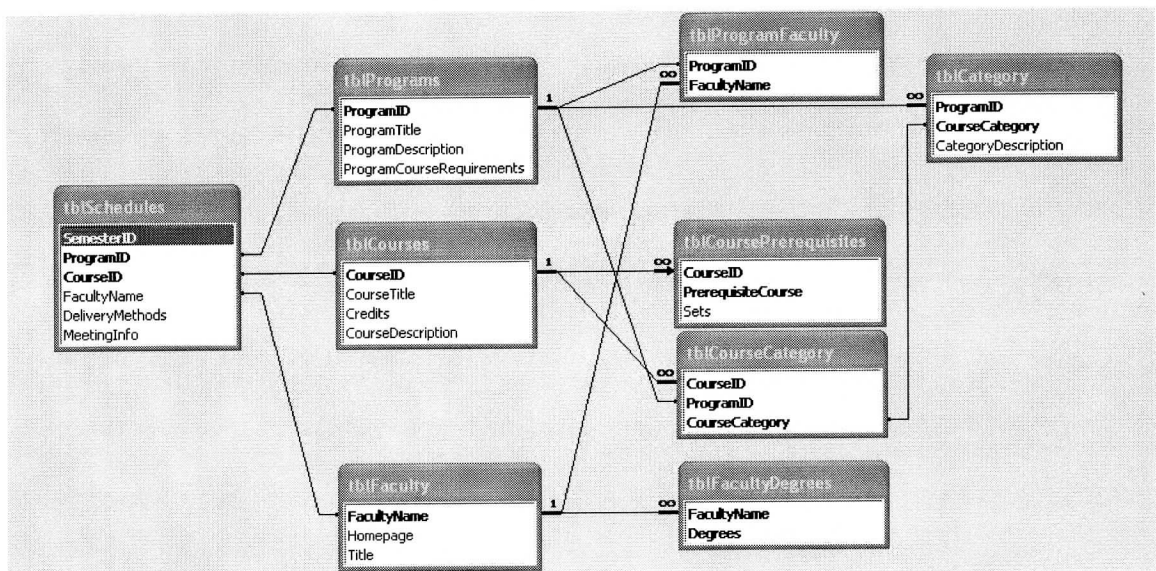 tblProgramFaculty
ProgramID
FacultyName
tblPrograms
ProgramID
ProgramTitle
ProgramDescription
ProgramCourseRequirements
tblCategory
ProgramID
CourseCategory
CategoryDescription
tblSchedules
SemesterID
ProgramID
CourseID
FacultyName
DeliveryMethods
MeetingInfo
tblCourses
CourseID
CourseTitle
Credits
CourseDescription
tblCoursePrerequisites
CourseID
PrerequisiteCourse
Sets
tblCourseCategory
CourseID
ProgramID
CourseCategory
tblFaculty
FacultyName
Homepage
Title
tblFacultyDegrees
FacultyName
Degrees
1
∞
∞
1
∞
∞
1
∞